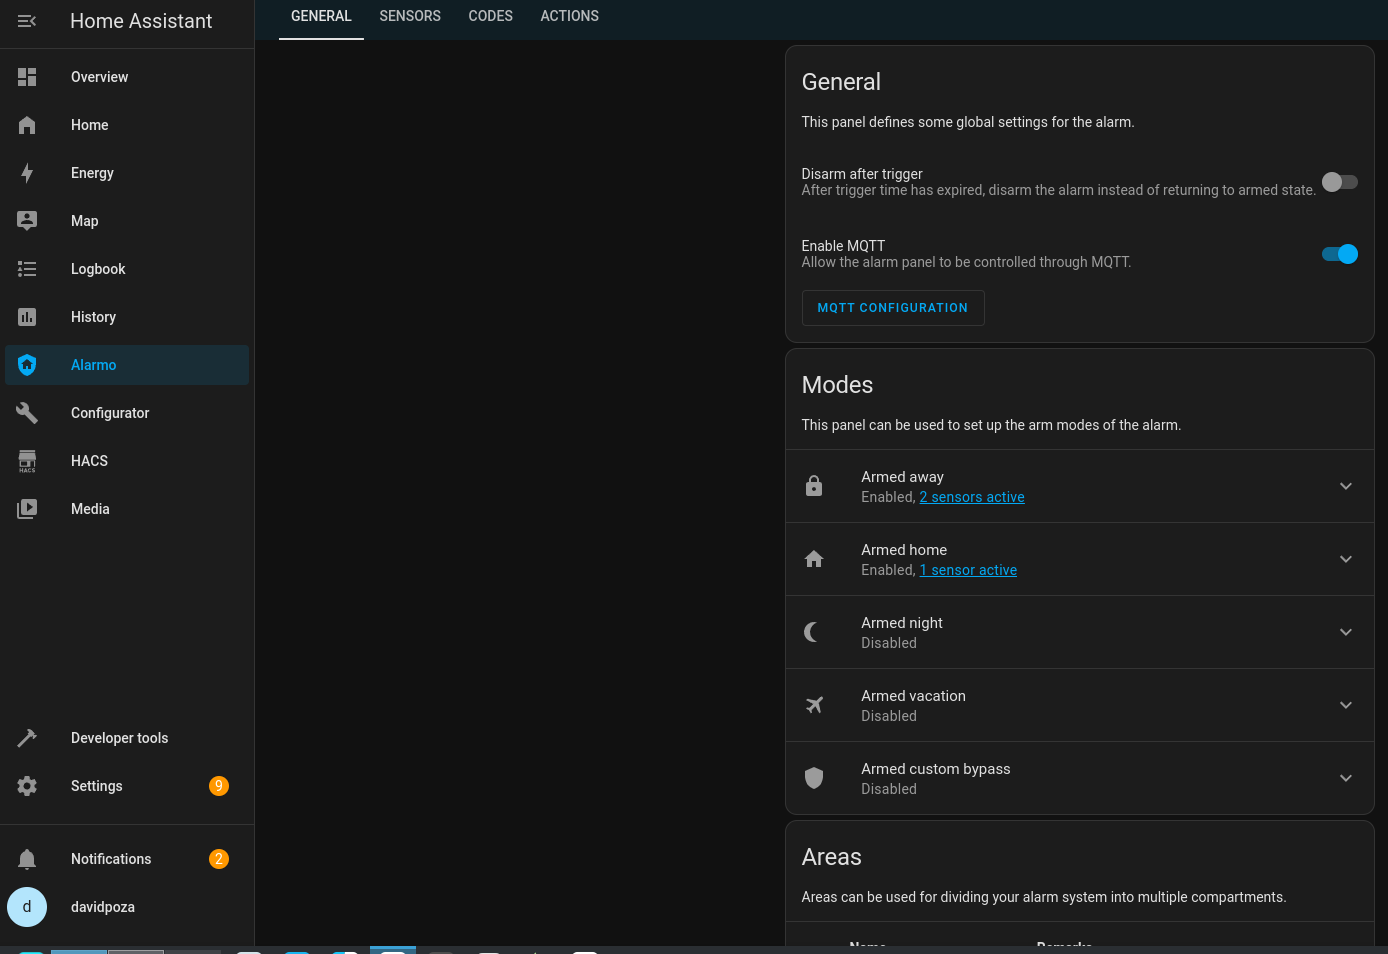 Home Assistant
GENERAL SENSORS CODES ACTIONS
Overview
Home
Energy
Map
Logbook
History
Alarmo
Configurator
HACS
HACS
Media
Developer tools
Settings 9
Notifications 2
d davidpoza
General
This panel defines some global settings for the alarm.
Disarm after trigger
After trigger time has expired, disarm the alarm instead of returning to armed state.
Enable MQTT
Allow the alarm panel to be controlled through MQTT.
MQTT CONFIGURATION
Modes
This panel can be used to set up the arm modes of the alarm.
Armed away
Enabled, 2 sensors active
Armed home
Enabled, 1 sensor active
Armed night
Disabled
Armed vacation
Disabled
Armed custom bypass
Disabled
Areas
Areas can be used for dividing your alarm system into multiple compartments.
Name Remarks